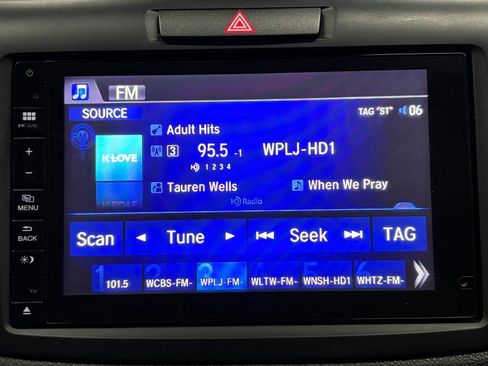 FM
SOURCE
TAG "ST" 06
Adult Hits
3 95.5 -1 WPLJ-HD1
HD 1 2 3 4
K-LOVE
Tauren Wells When We Pray
HD Radio
HOME
+
−
MENU
BACK
Scan Tune Seek TAG
1 2 3 4 5 6
101.5 WCBS-FM- WPLJ-FM- WLTW-FM- WNSH-HD1 WHTZ-FM-